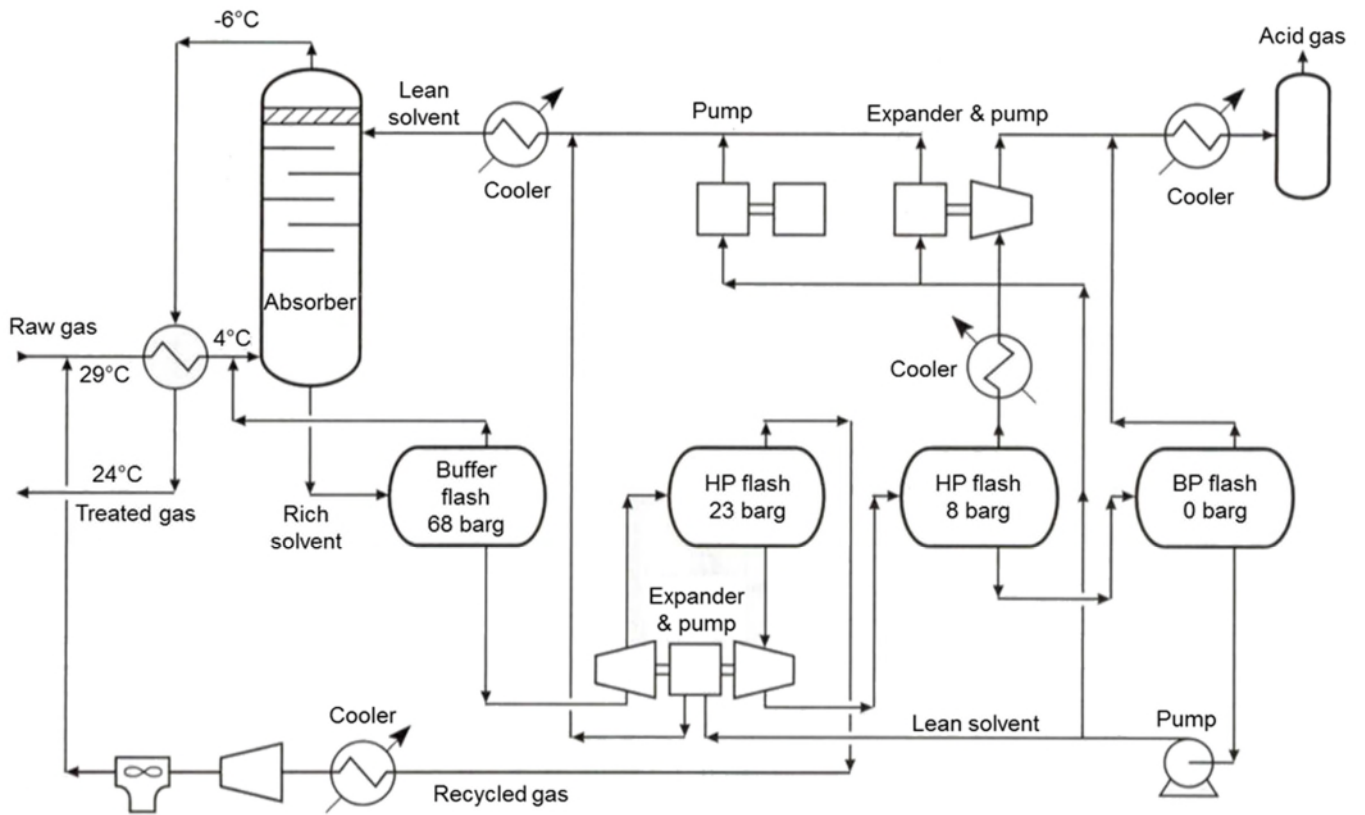 -6°C
Acid gas
Lean
solvent
Pump
Expander & pump
Cooler
Cooler
Absorber
Raw gas
4°C
29°C
Cooler
24°C
Treated gas
Rich
solvent
Buffer
flash
68 barg
HP flash
23 barg
HP flash
8 barg
BP flash
0 barg
Expander
& pump
Cooler
Lean solvent
Pump
Recycled gas